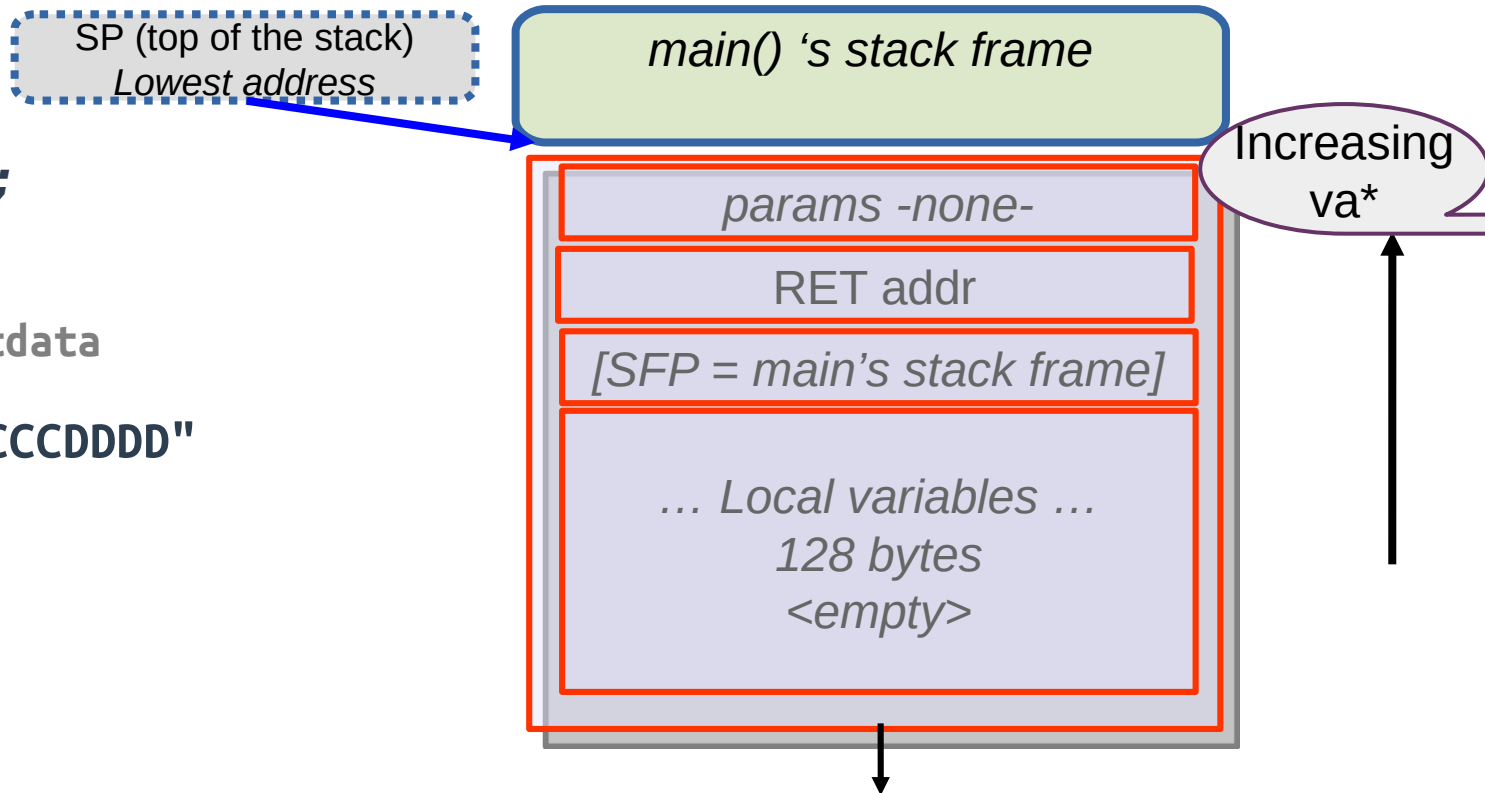 SP (top of the stack)
Lowest address
main() ‘s stack frame
Increasing
va*
;
params -none-
RET addr
tdata
[SFP = main’s stack frame]
CCCDDDD"
… Local variables …
128 bytes
<empty>